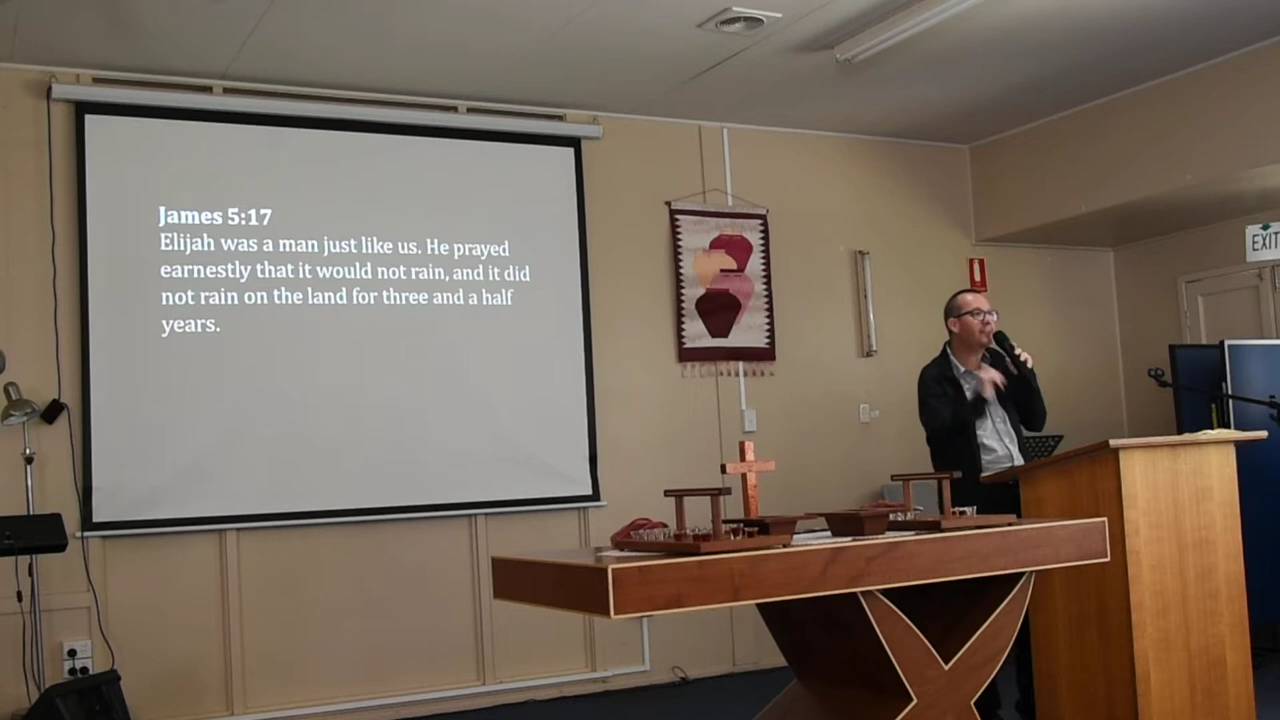 James 5:17
Elijah was a man just like us. He prayed
earnestly that it would not rain, and it did
not rain on the land for three and a half
years.
EXIT